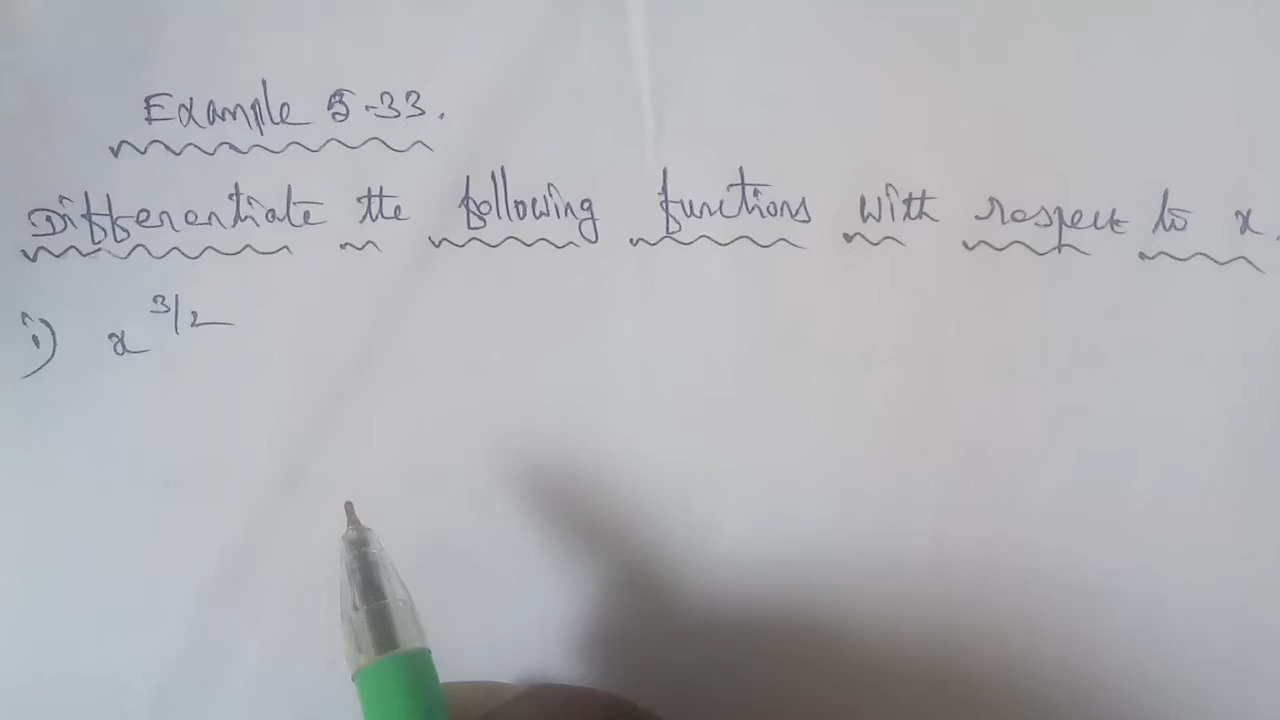 Example 5.33.
Differentiate the following functions with respect to x.
i) x^3/2